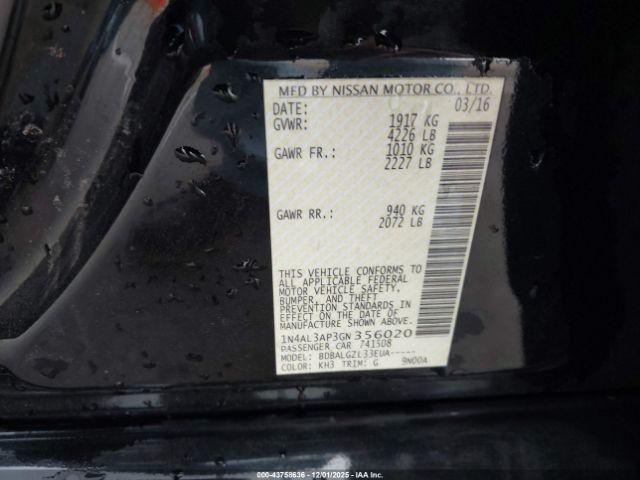 MFD BY NISSAN MOTOR CO., LTD.
DATE: 03/16
GVWR: 1917 KG
4226 LB
GAWR FR.: 1010 KG
2227 LB
GAWR RR.: 940 KG
2072 LB
THIS VEHICLE CONFORMS TO
ALL APPLICABLE FEDERAL
MOTOR VEHICLE SAFETY,
BUMPER, AND THEFT
PREVENTION STANDARDS IN
EFFECT ON THE DATE OF
MANUFACTURE SHOWN ABOVE.
1N4AL3AP3GN356020
PASSENGER CAR 7415D8
MODEL: BDBALGZL33EUA-----
COLOR: KH3 TRIM: G 9N00A
000-43758636 - 12/01/2025 - IAA Inc.